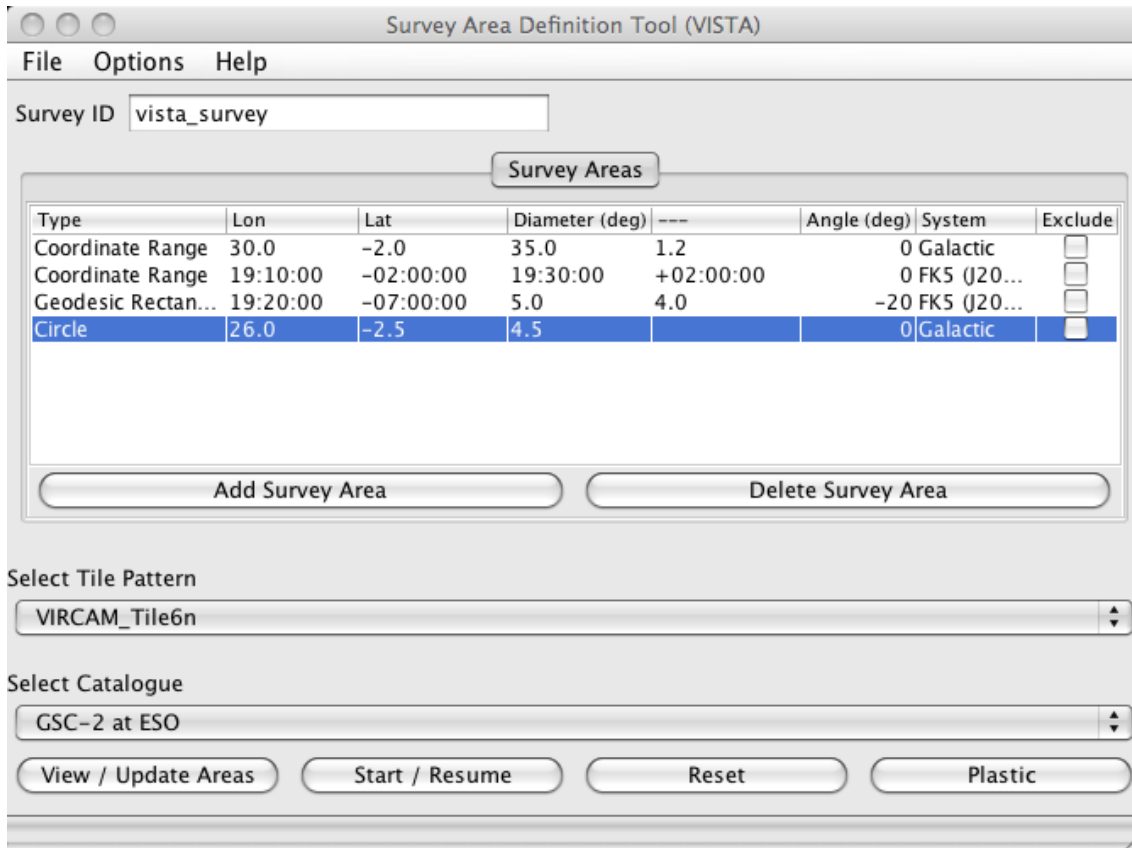 Survey Area Definition Tool (VISTA)
File Options Help
Survey ID vista_survey
Survey Areas
Type Lon Lat Diameter (deg) --- Angle (deg) System Exclude
Coordinate Range 30.0 -2.0 35.0 1.2 0 Galactic
Coordinate Range 19:10:00 -02:00:00 19:30:00 +02:00:00 0 FK5 (J20...
Geodesic Rectan... 19:20:00 -07:00:00 5.0 4.0 -20 FK5 (J20...
Circle 26.0 -2.5 4.5 0 Galactic
Add Survey Area Delete Survey Area
Select Tile Pattern
VIRCAM_Tile6n
Select Catalogue
GSC-2 at ESO
View / Update Areas Start / Resume Reset Plastic